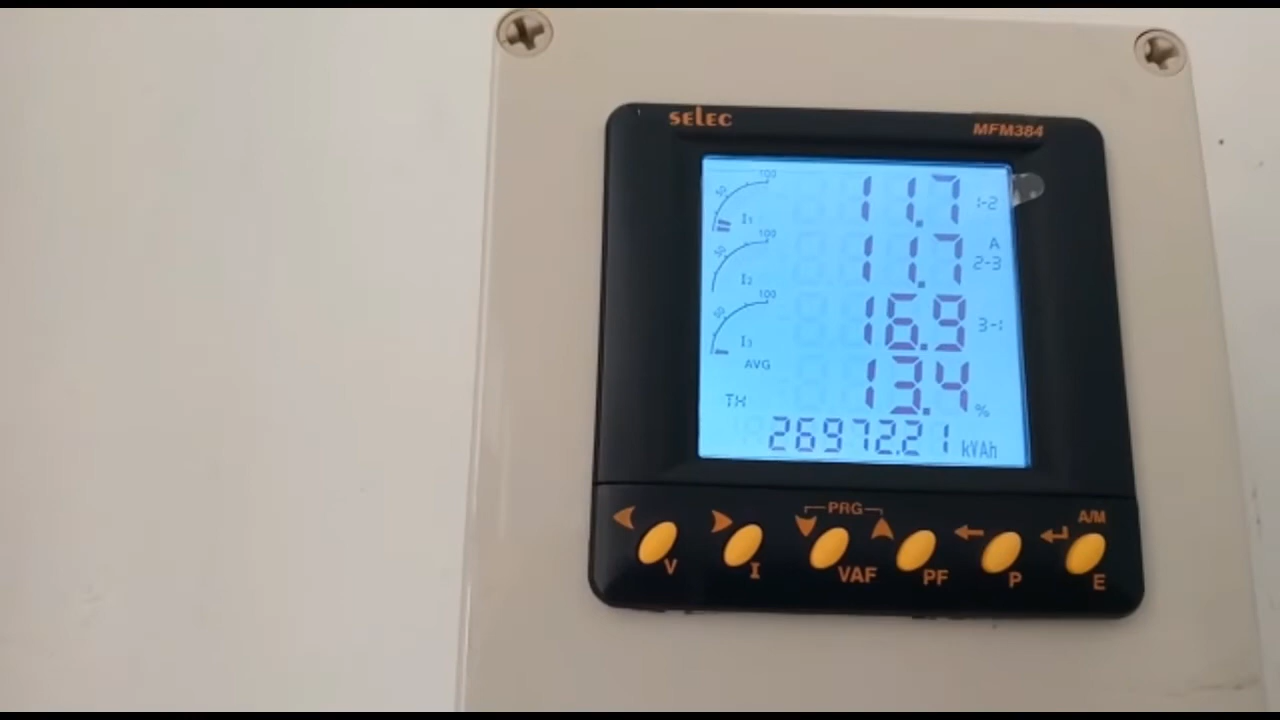 selec
MFM384
100
50
I1
11.7
1-2
100
50
I2
11.7
A
2-3
100
50
I3
16.9
3-1
AVG
13.4
TH
%
26972.21 kVAh
PRG
A/M
V
I
VAF
PF
P
E